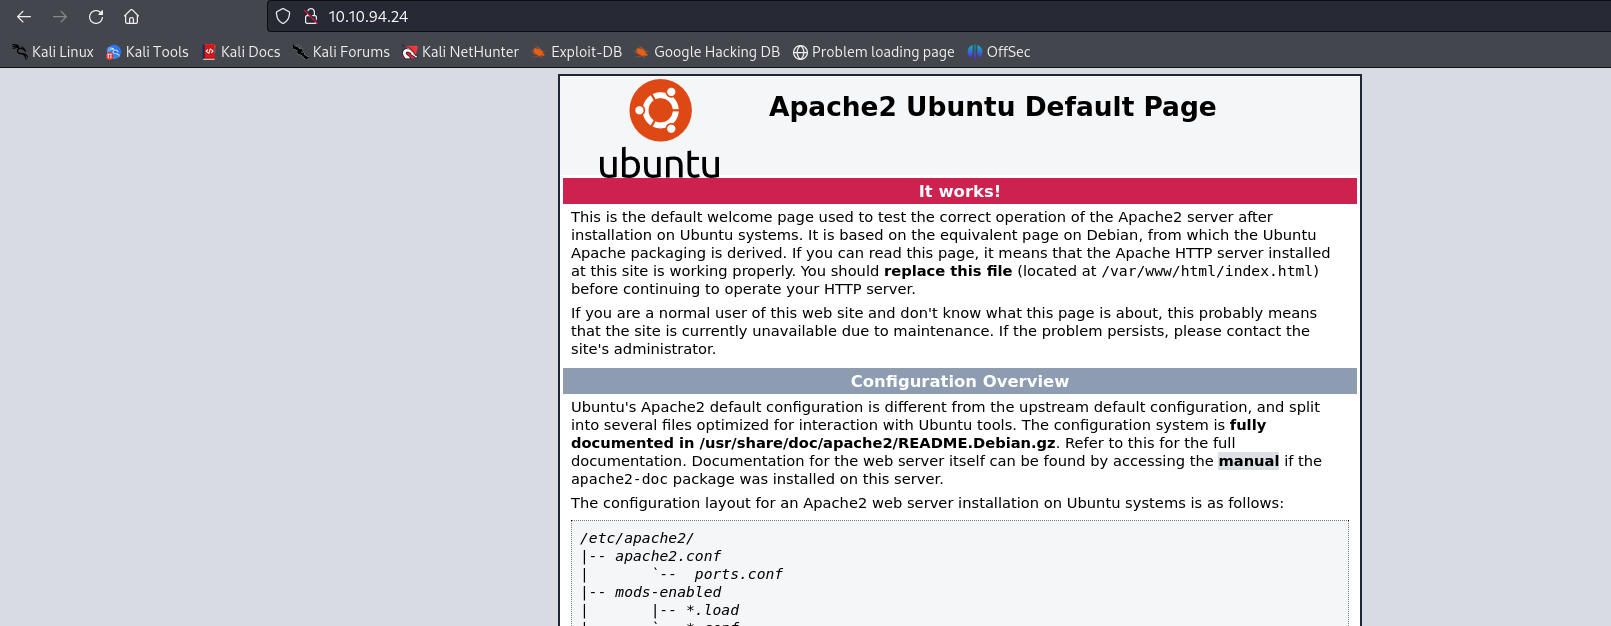 10.10.94.24
Kali Linux Kali Tools Kali Docs Kali Forums Kali NetHunter Exploit-DB Google Hacking DB Problem loading page OffSec
ubuntu
Apache2 Ubuntu Default Page
It works!
This is the default welcome page used to test the correct operation of the Apache2 server after
installation on Ubuntu systems. It is based on the equivalent page on Debian, from which the Ubuntu
Apache packaging is derived. If you can read this page, it means that the Apache HTTP server installed
at this site is working properly. You should replace this file (located at /var/www/html/index.html)
before continuing to operate your HTTP server.
If you are a normal user of this web site and don't know what this page is about, this probably means
that the site is currently unavailable due to maintenance. If the problem persists, please contact the
site's administrator.
Configuration Overview
Ubuntu's Apache2 default configuration is different from the upstream default configuration, and split
into several files optimized for interaction with Ubuntu tools. The configuration system is fully
documented in /usr/share/doc/apache2/README.Debian.gz. Refer to this for the full
documentation. Documentation for the web server itself can be found by accessing the manual if the
apache2-doc package was installed on this server.
The configuration layout for an Apache2 web server installation on Ubuntu systems is as follows:
/etc/apache2/
|-- apache2.conf
|       `--  ports.conf
|-- mods-enabled
|       |-- *.load
|       `-- *.conf